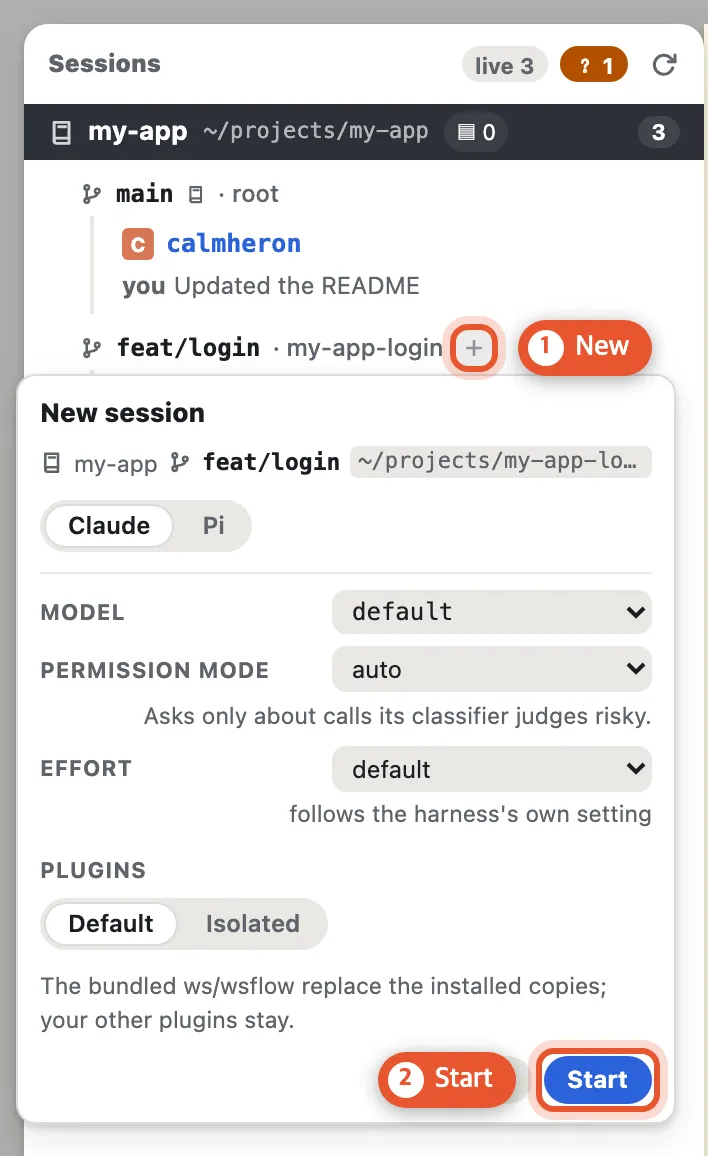 Sessions live 3 ? 1
my-app ~/projects/my-app 0 3
main · root
C calmheron
you Updated the README
feat/login · my-app-login + 1 New
New session
my-app feat/login ~/projects/my-app-lo…
Claude Pi
MODEL default
PERMISSION MODE auto
Asks only about calls its classifier judges risky.
EFFORT default
follows the harness's own setting
PLUGINS
Default Isolated
The bundled ws/wsflow replace the installed copies;
your other plugins stay.
2 Start Start